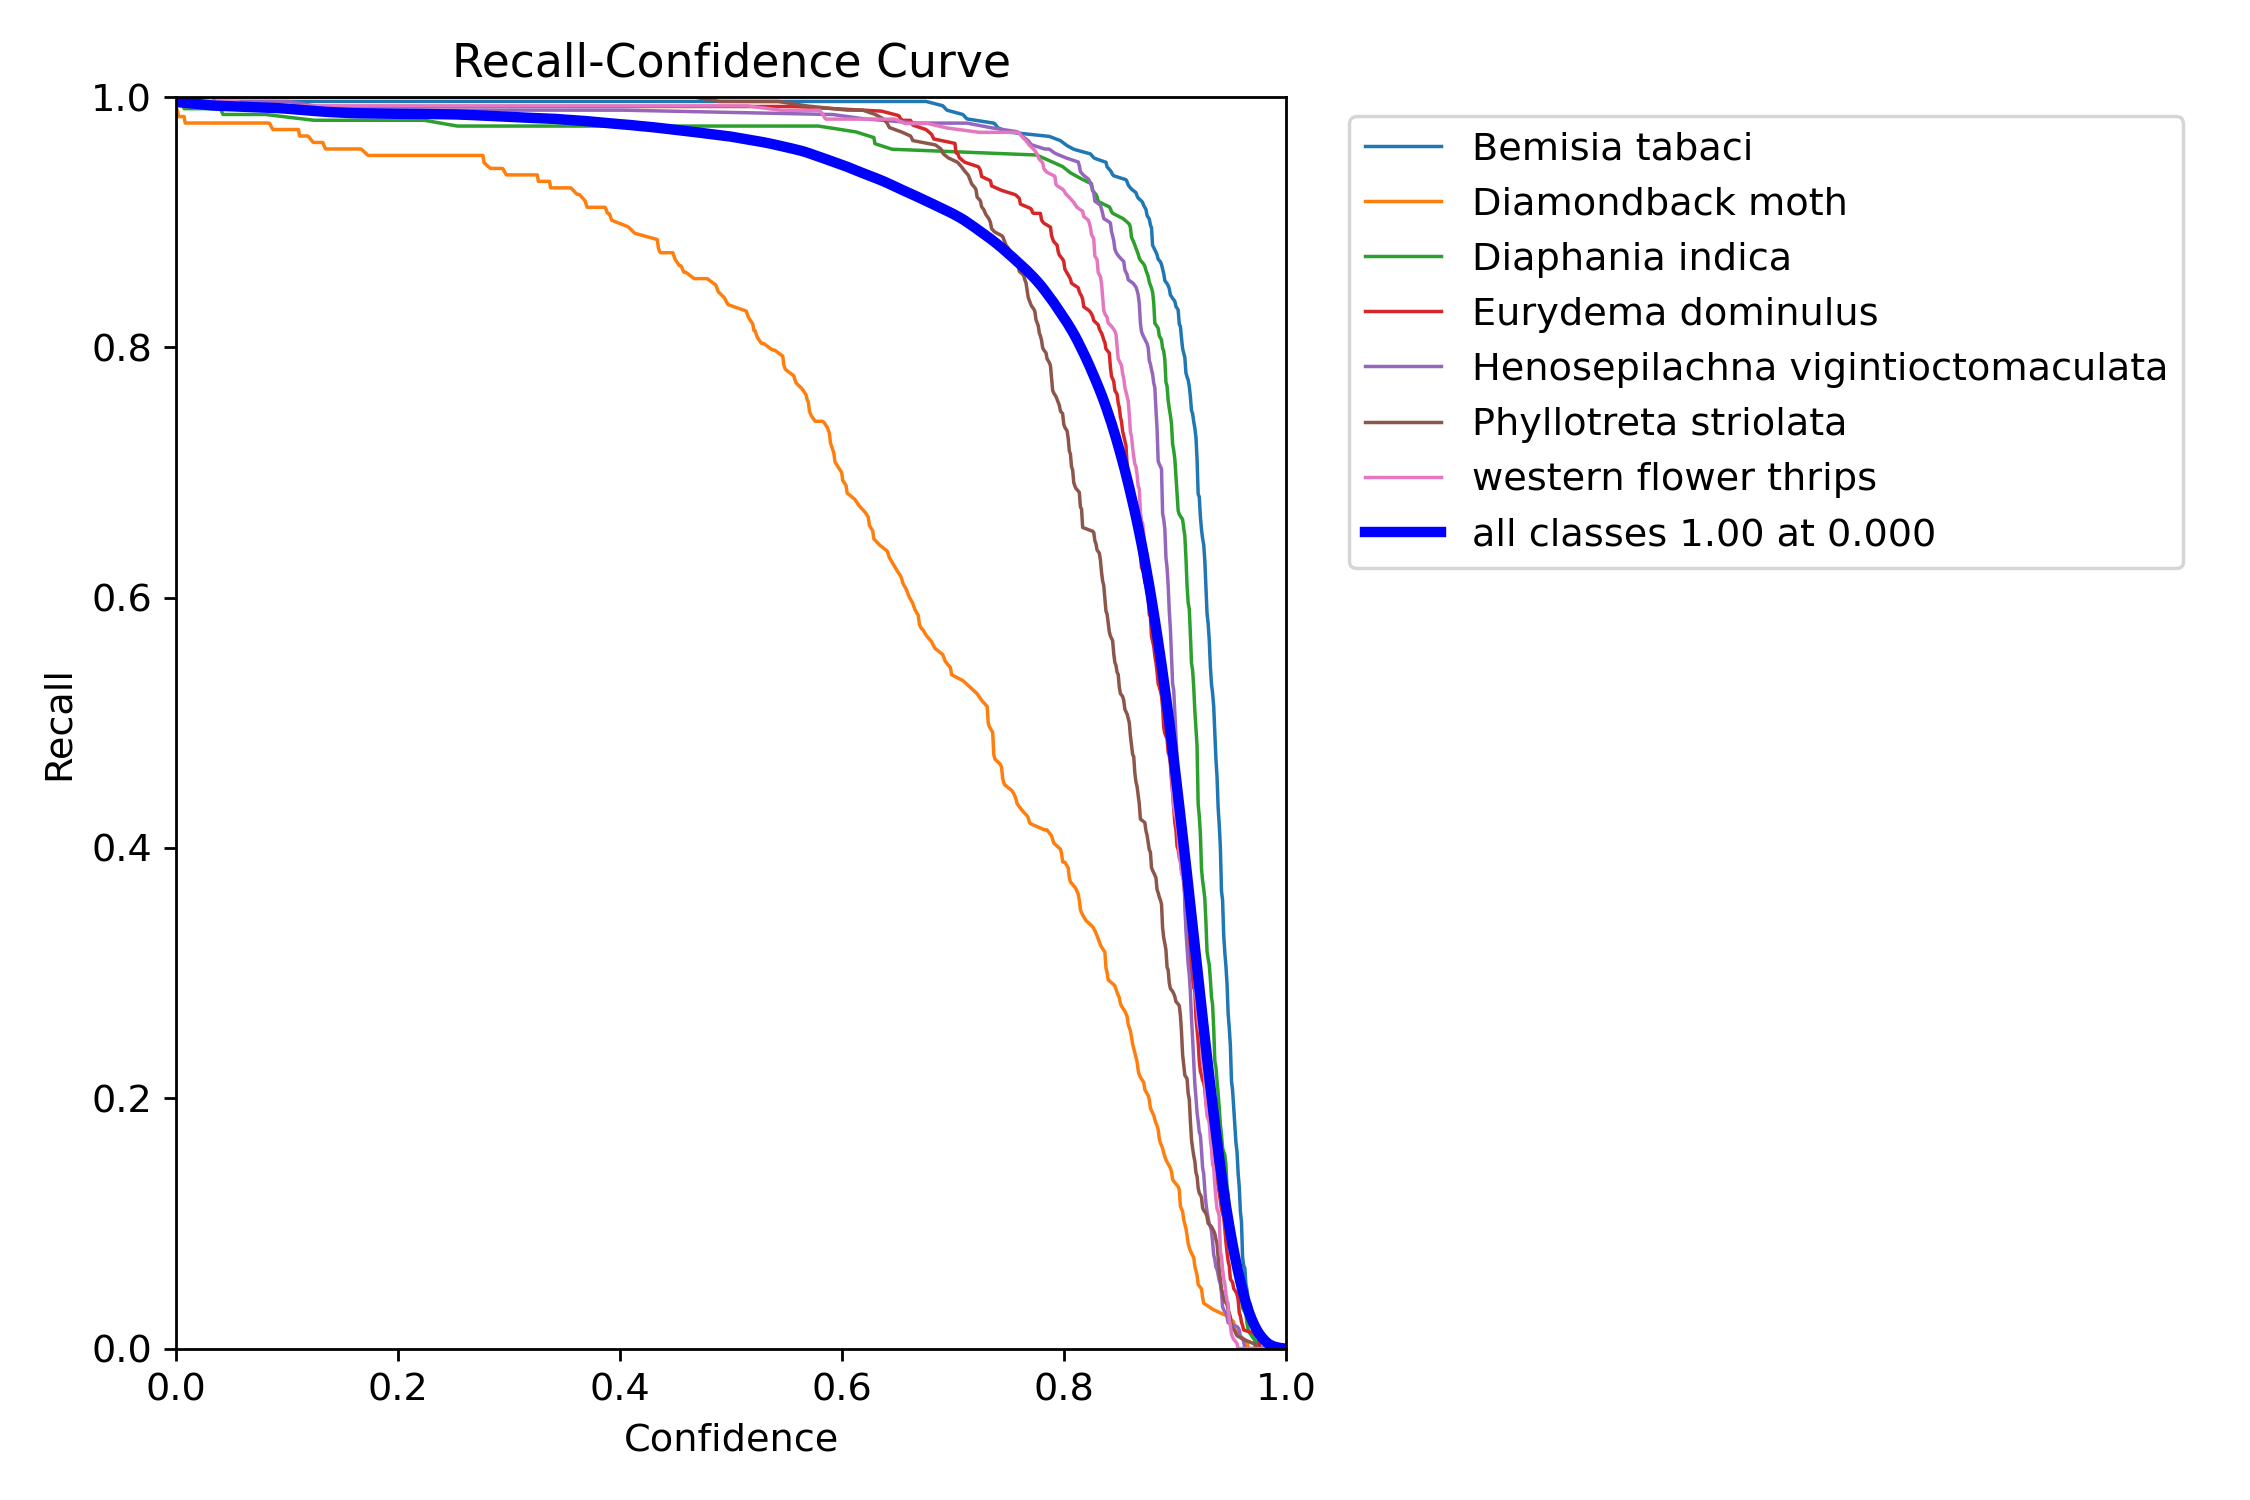 Recall-Confidence Curve
1.0
0.8
0.6
0.4
0.2
0.0
Recall
0.0 0.2 0.4 0.6 0.8 1.0
Confidence
Bemisia tabaci
Diamondback moth
Diaphania indica
Eurydema dominulus
Henosepilachna vigintioctomaculata
Phyllotreta striolata
western flower thrips
all classes 1.00 at 0.000